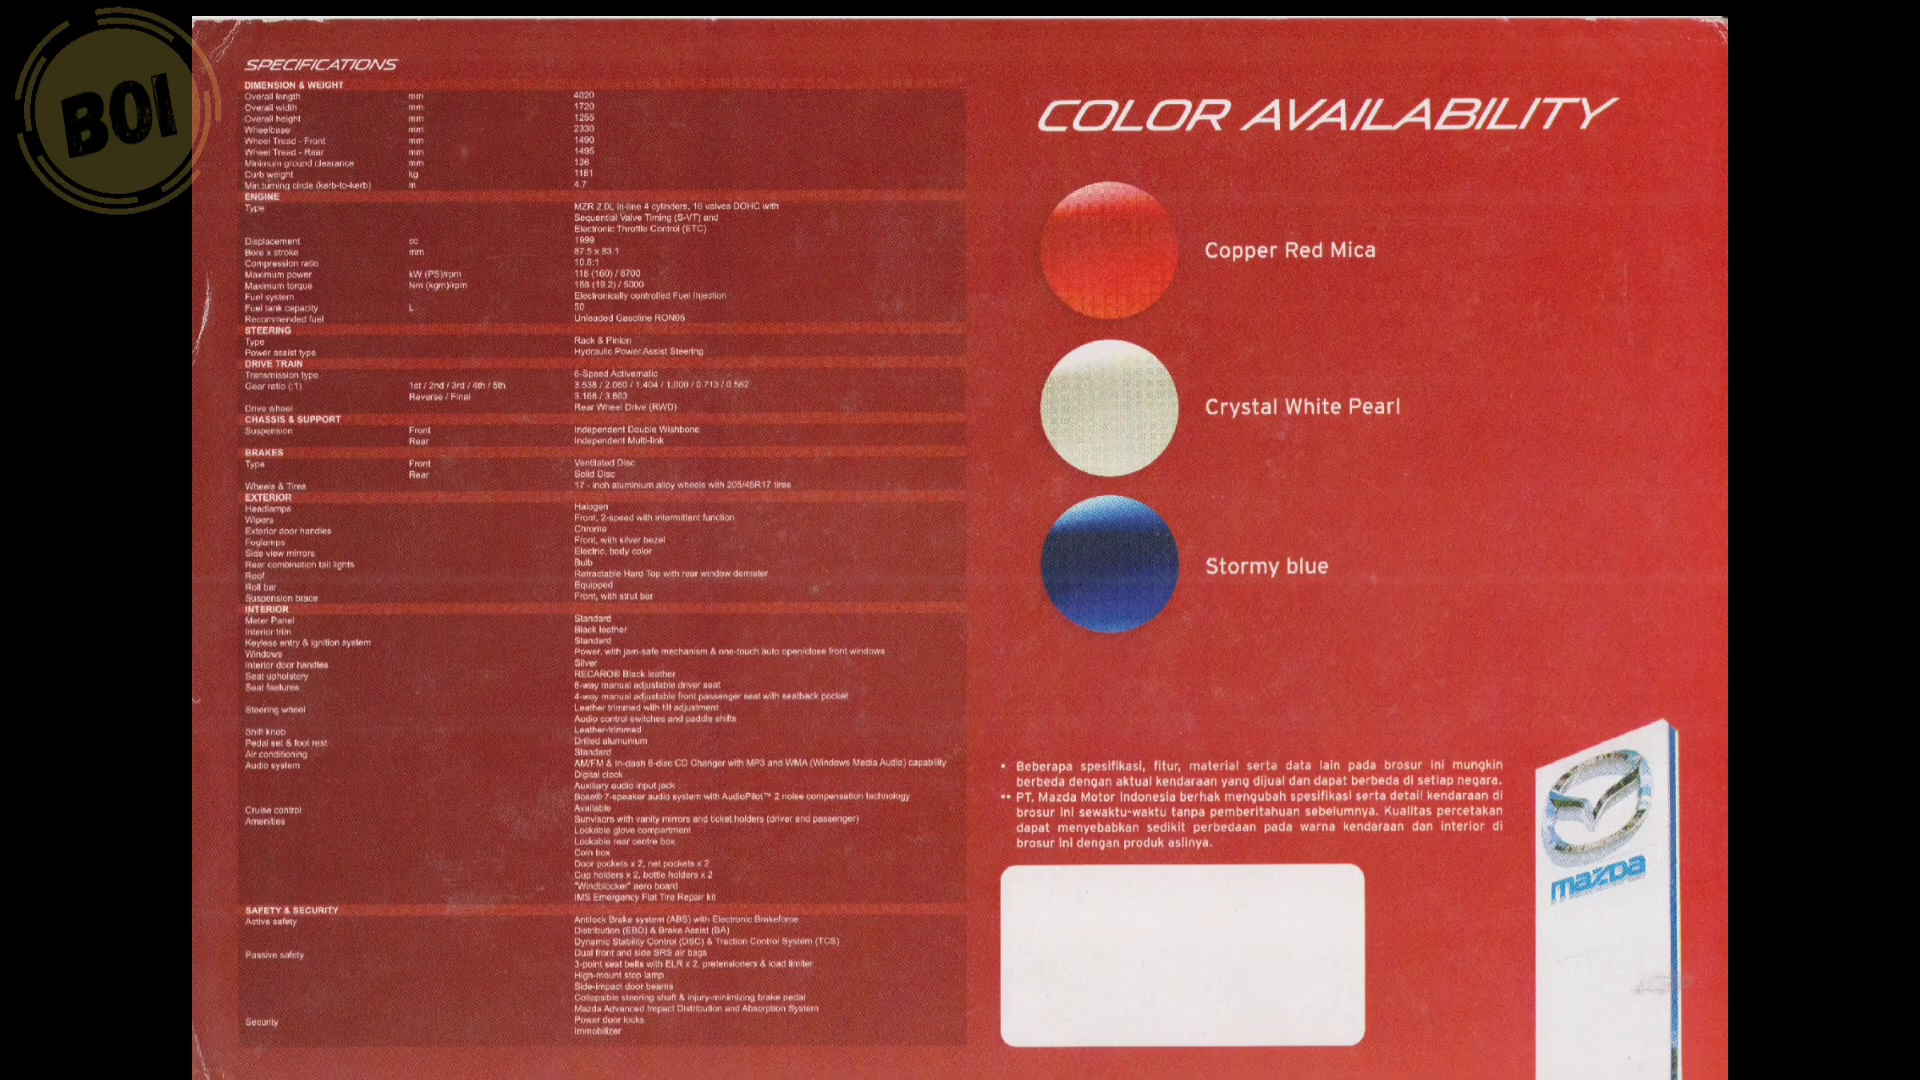 BOI
SPECIFICATIONS
DIMENSION & WEIGHT
Overall length mm 4020
Overall width mm 1720
Overall height mm 1255
Wheelbase mm 2330
Wheel Tread - Front mm 1490
Wheel Tread - Rear mm 1495
Minimum ground clearance mm 136
Curb weight kg 1181
Min.turning circle (kerb-to-kerb) m 4.7
ENGINE
Type MZR 2.0L In-line 4 cylinders, 16 valves DOHC with
Sequential Valve Timing (S-VT) and
Electronic Throttle Control (ETC)
Displacement cc 1999
Bore x stroke mm 87.5 x 83.1
Compression ratio 10.8:1
Maximum power kW (PS)/rpm 118 (160) / 6700
Maximum torque Nm (kgm)/rpm 188 (19.2) / 5000
Fuel system Electronically controlled Fuel Injection
Fuel tank capacity L 50
Recommended fuel Unleaded Gasoline RON95
STEERING
Type Rack & Pinion
Power assist type Hydraulic Power Assist Steering
DRIVE TRAIN
Transmission type 6-Speed Activematic
Gear ratio (:1) 1st / 2nd / 3rd / 4th / 5th 3.538 / 2.060 / 1.404 / 1.000 / 0.713 / 0.582
Reverse / Final 3.168 / 3.863
Drive wheel Rear Wheel Drive (RWD)
CHASSIS & SUPPORT
Suspension Front Independent Double Wishbone
Rear Independent Multi-link
BRAKES
Type Front Ventilated Disc
Rear Solid Disc
Wheels & Tires 17 - inch aluminium alloy wheels with 205/45R17 tires
EXTERIOR
Headlamps Halogen
Wipers Front, 2-speed with intermittent function
Exterior door handles Chrome
Foglamps Front, with silver bezel
Side view mirrors Electric, body color
Rear combination tail lights Bulb
Roof Retractable Hard Top with rear window demister
Roll bar Equipped
Suspension brace Front, with strut bar
INTERIOR
Meter Panel Standard
Interior trim Black leather
Keyless entry & ignition system Standard
Windows Power, with jam-safe mechanism & one-touch auto open/close front windows
Interior door handles Silver
Seat upholstery RECARO® Black leather
Seat features 6-way manual adjustable driver seat
4-way manual adjustable front passenger seat with seatback pocket
Steering wheel Leather trimmed with tilt adjustment
Audio control switches and paddle shifts
Shift knob Leather-trimmed
Pedal set & foot rest Drilled alumunium
Air conditioning Standard
Audio system AM/FM & In-dash 6-disc CD Changer with MP3 and WMA (Windows Media Audio) capability
Digital clock
Auxiliary audio input jack
Bose® 7-speaker audio system with AudioPilot™ 2 noise compensation technology
Cruise control Available
Amenities Sunvisors with vanity mirrors and ticket holders (driver and passenger)
Lockable glove compartment
Lockable rear centre box
Coin box
Door pockets x 2, net pockets x 2
Cup holders x 2, bottle holders x 2
"Windblocker" aero board
IMS Emergency Flat Tire Repair kit
SAFETY & SECURITY
Active safety Antilock Brake system (ABS) with Electronic Brakeforce
Distribution (EBD) & Brake Assist (BA)
Dynamic Stability Control (DSC) & Traction Control System (TCS)
Passive safety Dual front and side SRS air bags
3-point seat belts with ELR x 2, pretensioners & load limiter
High-mount stop lamp
Side-impact door beams
Collapsible steering shaft & injury-minimizing brake pedal
Mazda Advanced Impact Distribution and Absorption System
Security Power door locks
Immobilizer
COLOR AVAILABILITY
Copper Red Mica
Crystal White Pearl
Stormy blue
• Beberapa spesifikasi, fitur, material serta data lain pada brosur ini mungkin
berbeda dengan aktual kendaraan yang dijual dan dapat berbeda di setiap negara.
•• PT. Mazda Motor Indonesia berhak mengubah spesifikasi serta detail kendaraan di
brosur ini sewaktu-waktu tanpa pemberitahuan sebelumnya. Kualitas percetakan
dapat menyebabkan sedikit perbedaan pada warna kendaraan dan interior di
brosur ini dengan produk aslinya.
mazda